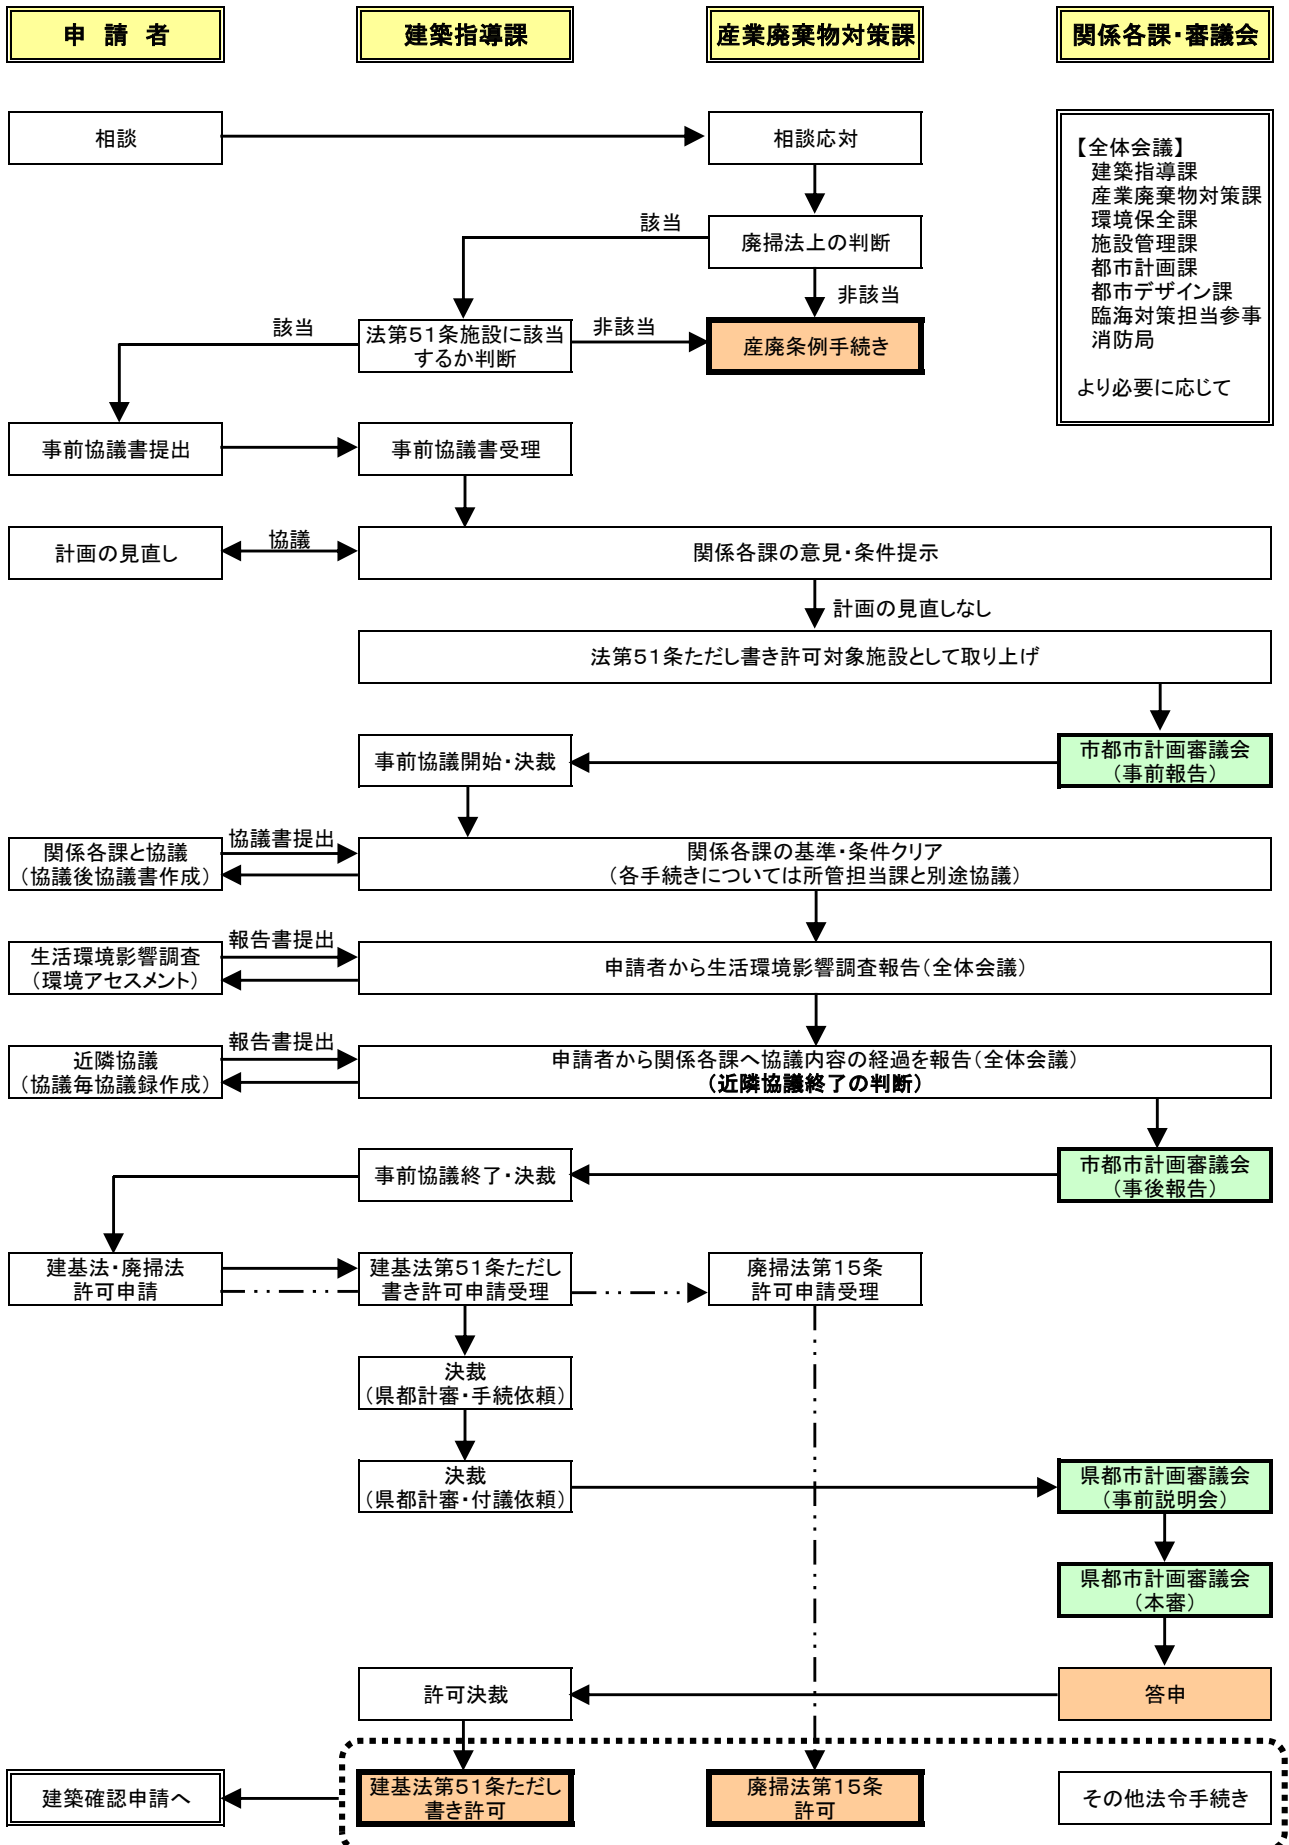 申 請 者
建築指導課
産業廃棄物対策課
関係各課・審議会
相談
相談応対
【全体会議】
建築指導課
産業廃棄物対策課
環境保全課
施設管理課
都市計画課
都市デザイン課
臨海対策担当参事
消防局
より必要に応じて
該当
廃掃法上の判断
非該当
該当
法第51条施設に該当
するか判断
非該当
産廃条例手続き
事前協議書提出
事前協議書受理
計画の見直し
協議
関係各課の意見・条件提示
計画の見直しなし
法第51条ただし書き許可対象施設として取り上げ
事前協議開始・決裁
市都市計画審議会
(事前報告)
関係各課と協議
(協議後協議書作成)
協議書提出
関係各課の基準・条件クリア
(各手続きについては所管担当課と別途協議)
生活環境影響調査
(環境アセスメント)
報告書提出
申請者から生活環境影響調査報告(全体会議)
近隣協議
(協議毎協議録作成)
報告書提出
申請者から関係各課へ協議内容の経過を報告(全体会議)
(近隣協議終了の判断)
事前協議終了・決裁
市都市計画審議会
(事後報告)
建基法・廃掃法
許可申請
建基法第51条ただし
書き許可申請受理
廃掃法第15条
許可申請受理
決裁
(県都計審・手続依頼)
決裁
(県都計審・付議依頼)
県都市計画審議会
(事前説明会)
県都市計画審議会
(本審)
許可決裁
答申
建築確認申請へ
建基法第51条ただし
書き許可
廃掃法第15条
許可
その他法令手続き